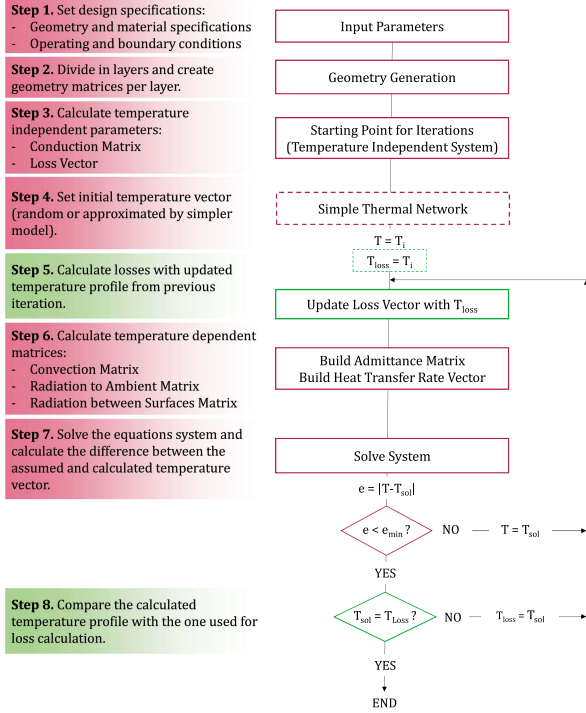 Step 1. Set design specifications:
- Geometry and material specifications
- Operating and boundary conditions
Step 2. Divide in layers and create
geometry matrices per layer.
Step 3. Calculate temperature
independent parameters:
- Conduction Matrix
- Loss Vector
Step 4. Set initial temperature vector
(random or approximated by simpler
model).
Step 5. Calculate losses with updated
temperature profile from previous
iteration.
Step 6. Calculate temperature dependent
matrices:
- Convection Matrix
- Radiation to Ambient Matrix
- Radiation between Surfaces Matrix
Step 7. Solve the equations system and
calculate the difference between the
assumed and calculated temperature
vector.
Step 8. Compare the calculated
temperature profile with the one used for
loss calculation.
Input Parameters
Geometry Generation
Starting Point for Iterations
(Temperature Independent System)
Simple Thermal Network
T = Ti
Tloss = Ti
Update Loss Vector with Tloss
Build Admittance Matrix
Build Heat Transfer Rate Vector
Solve System
e = |T-Tsol|
e < emin ?
NO
T = Tsol
YES
Tsol = TLoss ?
NO
Tloss = Tsol
YES
END